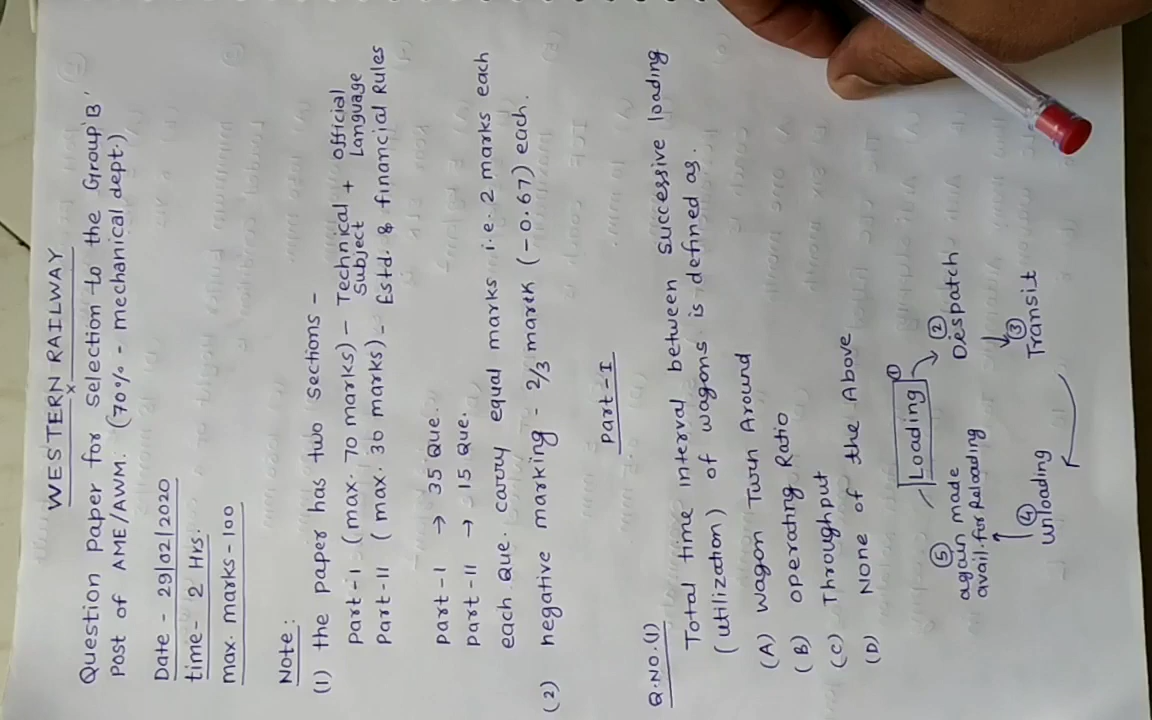 WESTERN RAILWAY
x
Question Paper for selection to the Group 'B'
Post of AME/AWM. (70% - mechanical dept.)
Date - 29/02/2020
time - 2 Hrs.
max. marks - 100
Note:
(1) the paper has two sections -
Part-I (max. 70 marks) - Technical Subject + official Language
Part-II (max. 30 marks) - Estd. & financial Rules
part-I → 35 Que.
part-II → 15 Que.
each Que. carry equal marks i.e. 2 marks each
(2) negative marking - 2/3 mark (-0.67) each.
Part-I
Q.NO.(1)
Total time interval between successive loading
(utilization) of wagons is defined as.
(A) Wagon Turn Around
(B) operating Ratio
(C) Throughput
(D) None of the Above
Loading ①
② Despatch
③ Transit
④ unloading
⑤ again made
avail. for Reloading